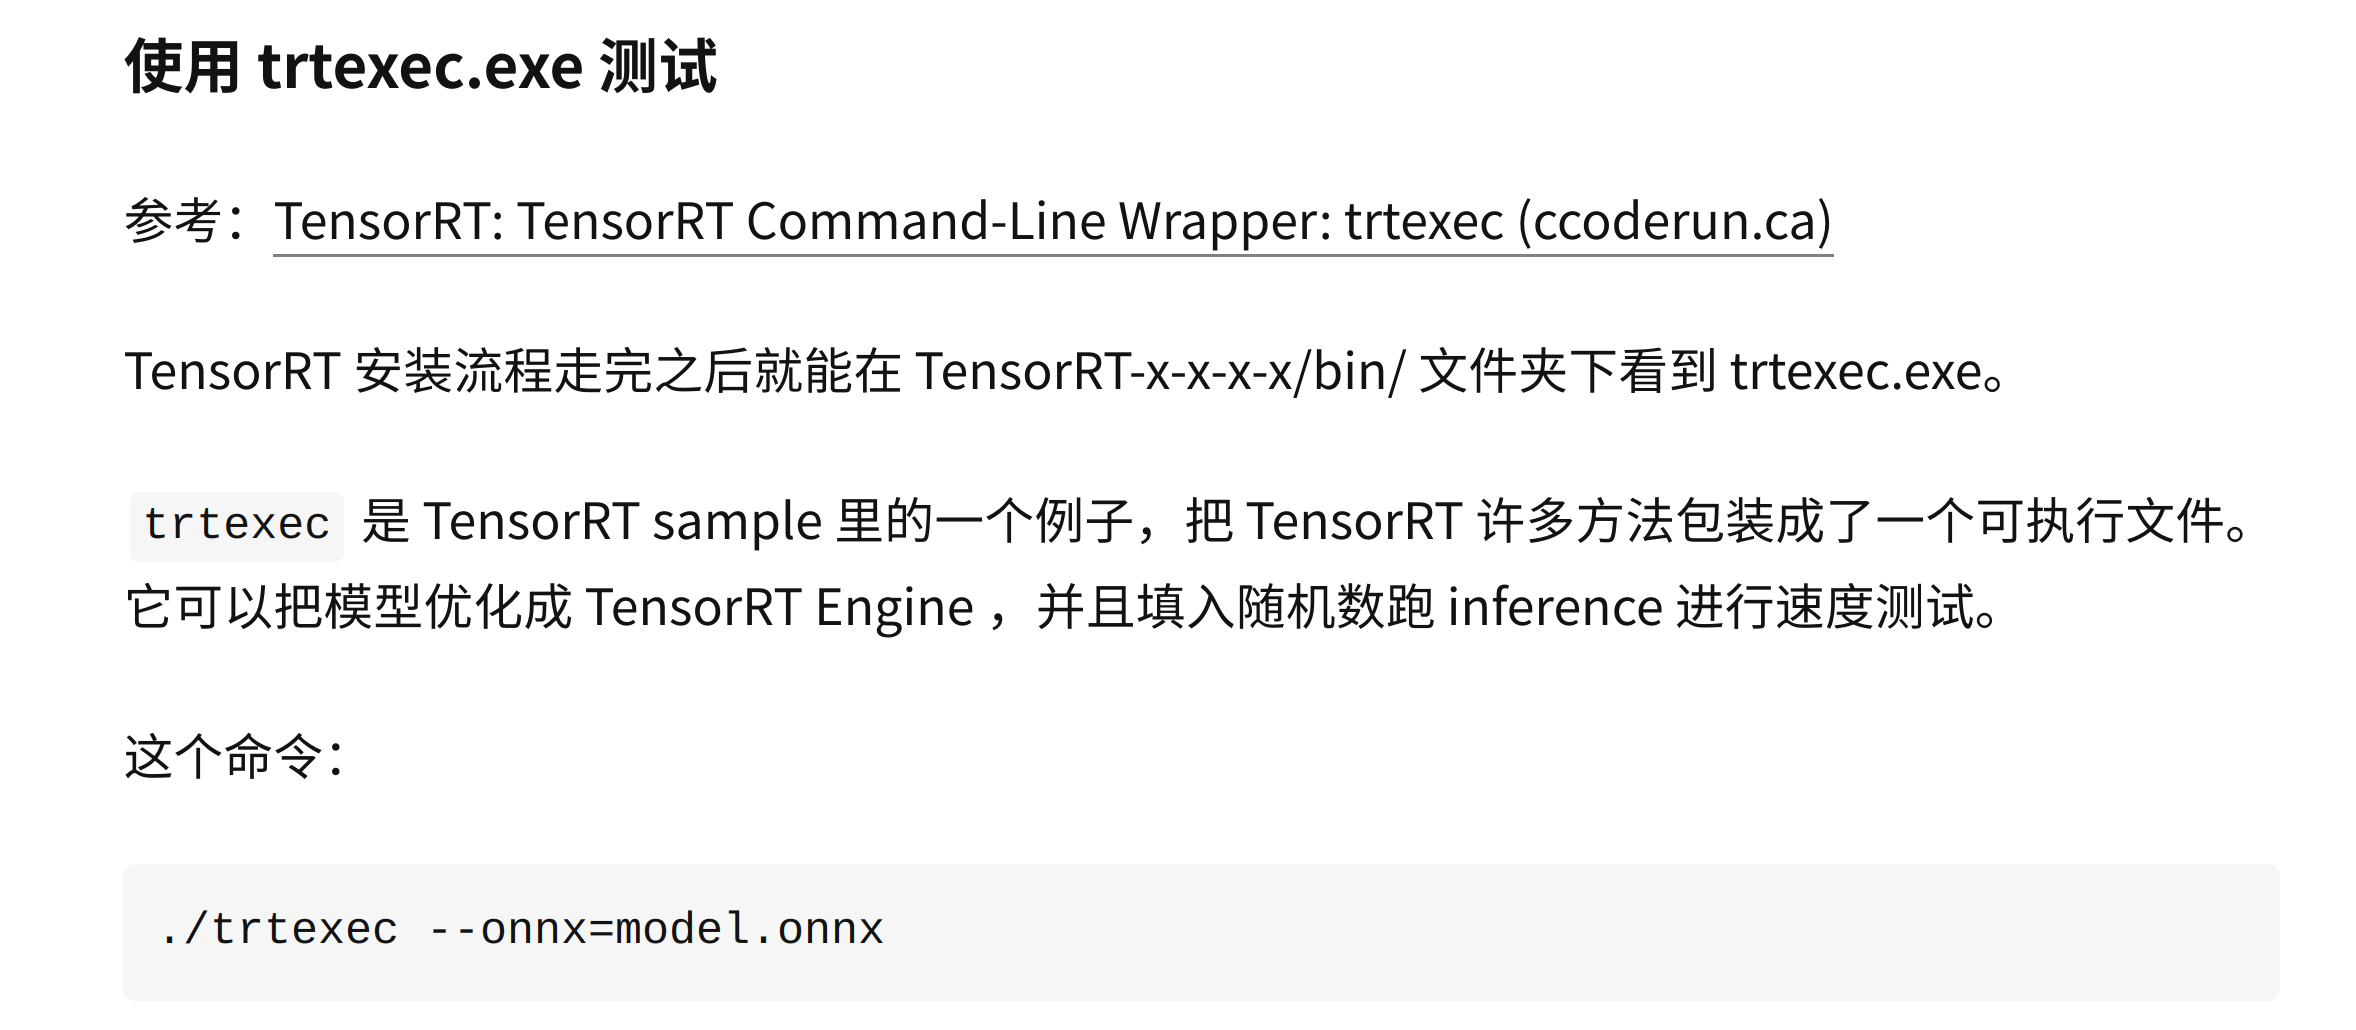 使用 trtexec.exe 测试
参考：TensorRT: TensorRT Command-Line Wrapper: trtexec (ccoderun.ca)
TensorRT 安装流程走完之后就能在 TensorRT-x-x-x-x/bin/ 文件夹下看到 trtexec.exe。
trtexec 是 TensorRT sample 里的一个例子，把 TensorRT 许多方法包装成了一个可执行文件。
它可以把模型优化成 TensorRT Engine ，并且填入随机数跑 inference 进行速度测试。
这个命令：
./trtexec --onnx=model.onnx